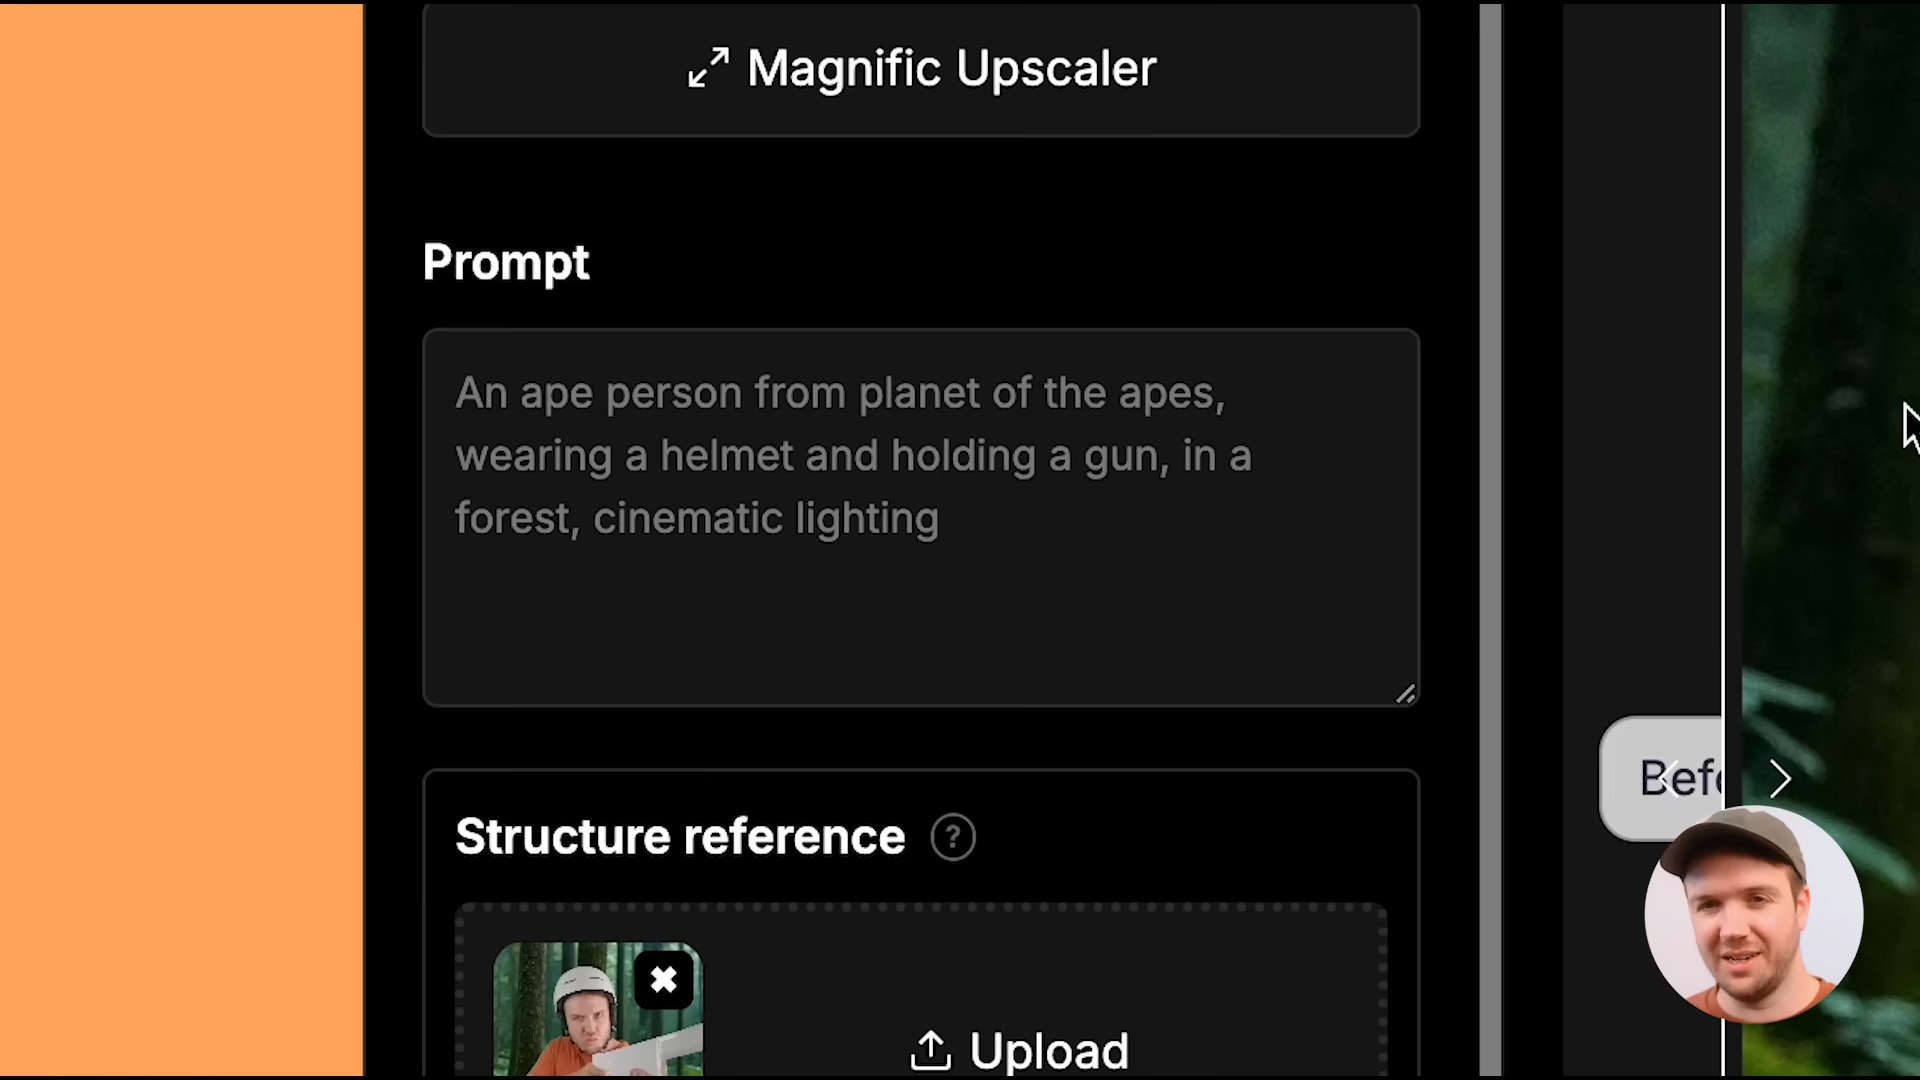 Magnific Upscaler
Prompt
An ape person from planet of the apes,
wearing a helmet and holding a gun, in a
forest, cinematic lighting
Structure reference ?
Upload